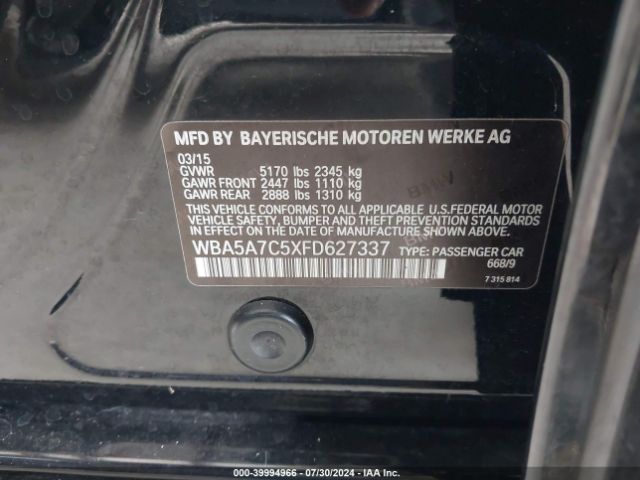 MFD BY BAYERISCHE MOTOREN WERKE AG
03/15
GVWR 5170 lbs 2345 kg
GAWR FRONT 2447 lbs 1110 kg
GAWR REAR 2888 lbs 1310 kg
THIS VEHICLE CONFORMS TO ALL APPLICABLE U.S.FEDERAL MOTOR
VEHICLE SAFETY, BUMPER AND THEFT PREVENTION STANDARDS
IN EFFECT ON THE DATE OF MANUFACTURE SHOWN ABOVE.
WBA5A7C5XFD627337 TYPE: PASSENGER CAR
668/9
7 315 814
000-39994966 - 07/30/2024 - IAA Inc.